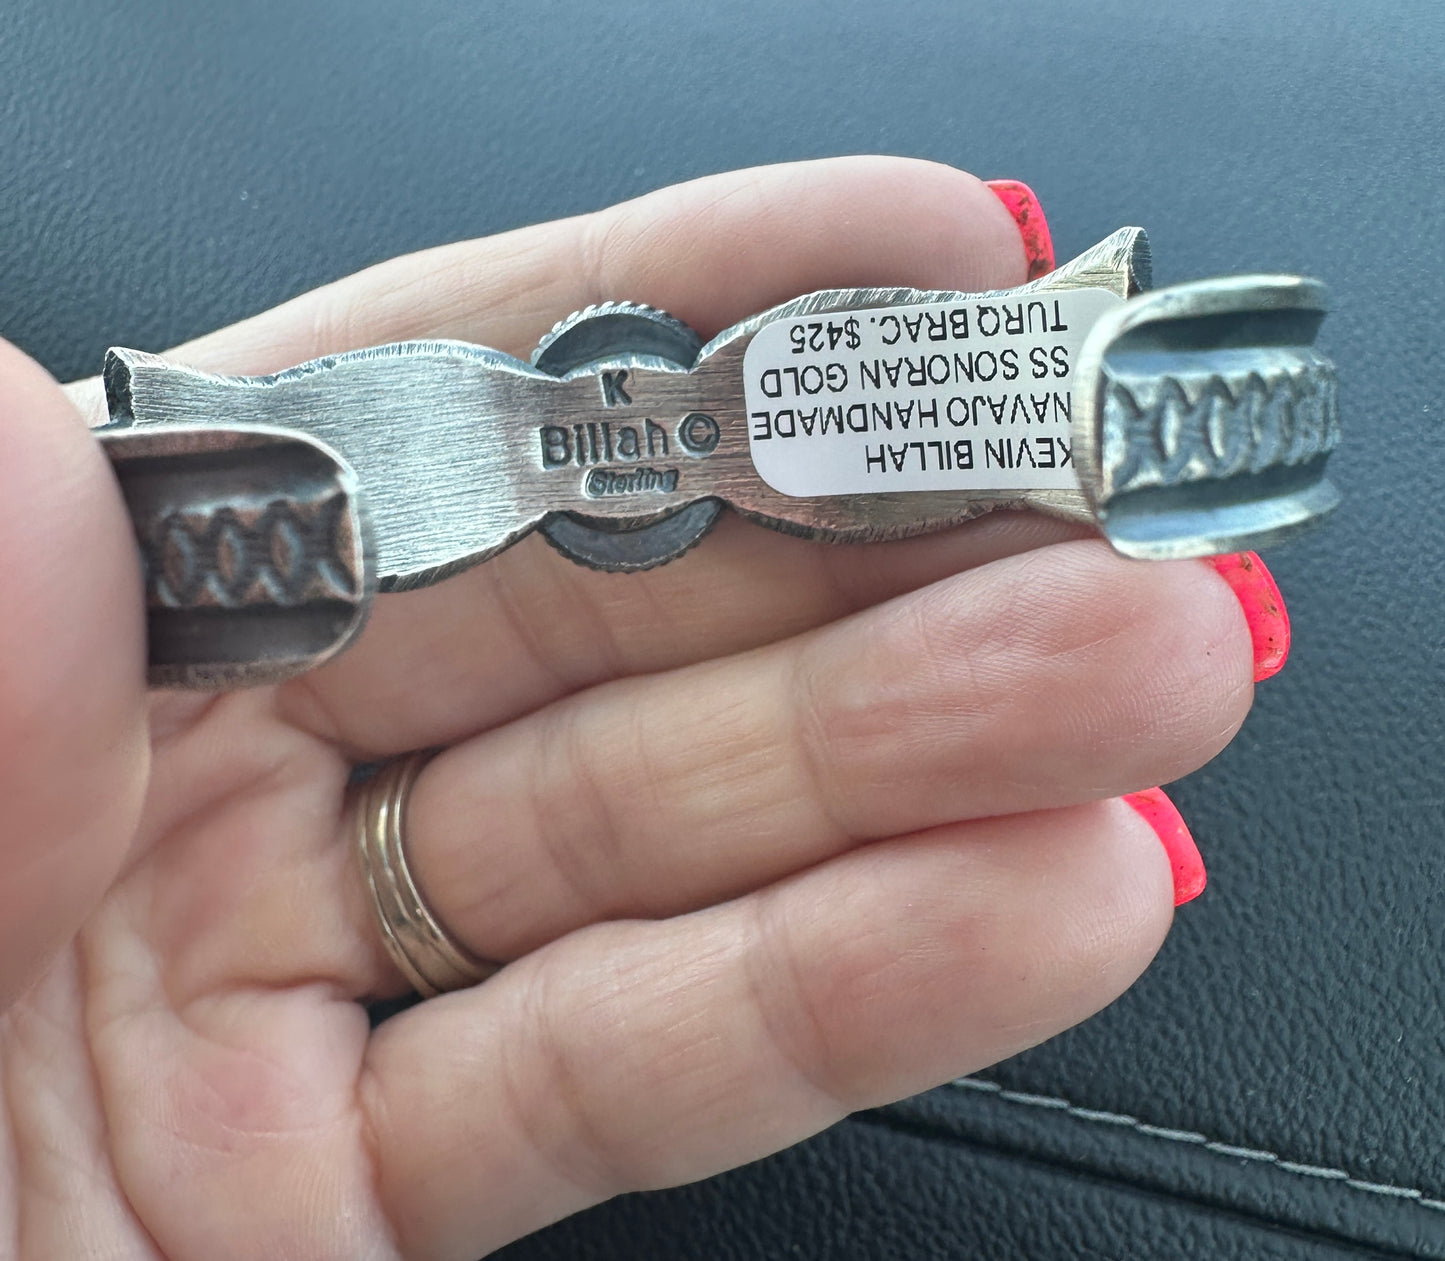 K
Billah ©
Sterling
KEVIN BILLAH
NAVAJO HANDMADE
SS SONORAN GOLD
TURQ BRAC. $425